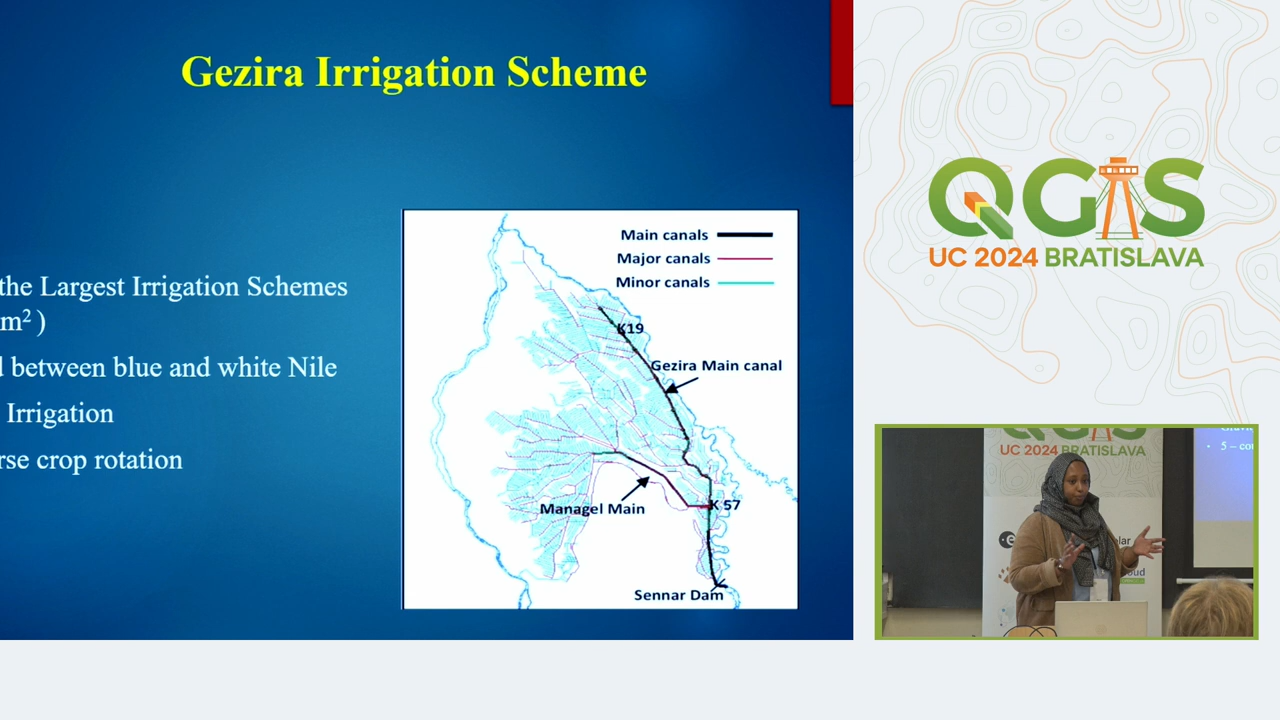 Gezira Irrigation Scheme
the Largest Irrigation Schemes
m² )
between blue and white Nile
Irrigation
rse crop rotation
Main canals
Major canals
Minor canals
K19
Gezira Main canal
Managel Main
K 57
Sennar Dam
QGIS
UC 2024 BRATISLAVA
UC 2024 BRATISLAVA
5 – co